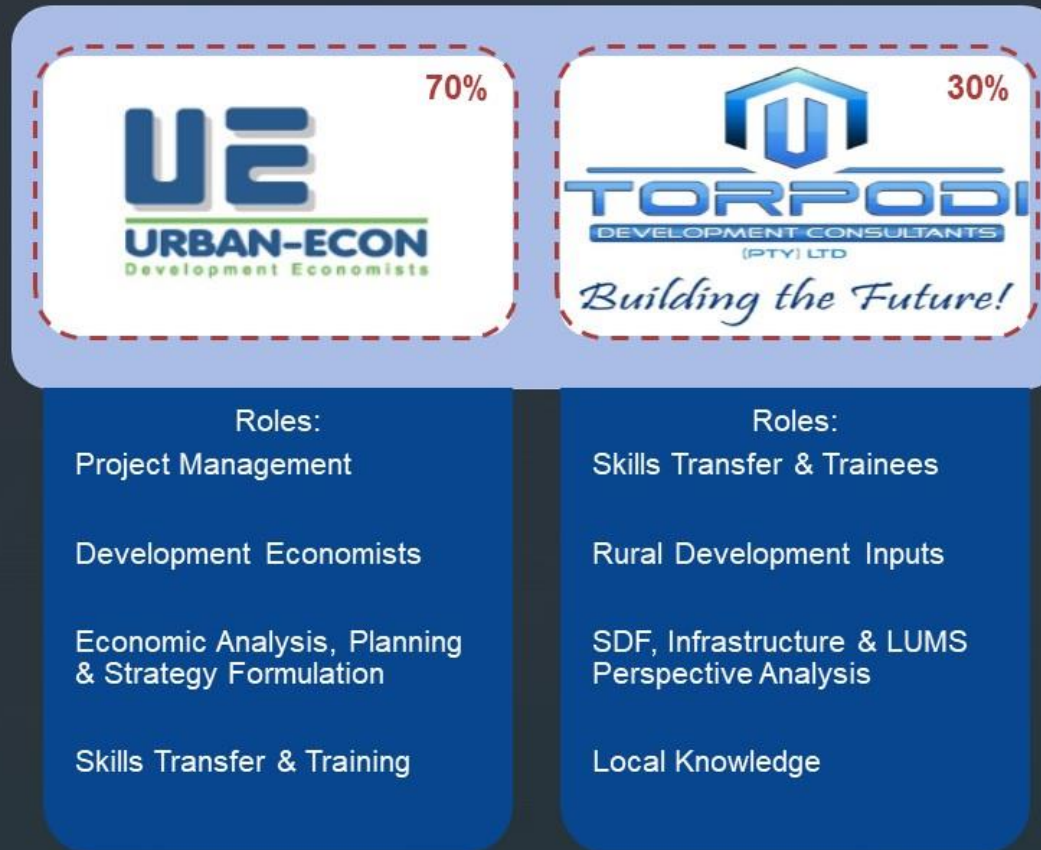 70%
UE
URBAN-ECON
Development Economists
30%
U
TORPODI
DEVELOPMENT CONSULTANTS
(PTY) LTD
Building the Future!
Roles:
Project Management
Development Economists
Economic Analysis, Planning
& Strategy Formulation
Skills Transfer & Training
Roles:
Skills Transfer & Trainees
Rural Development Inputs
SDF, Infrastructure & LUMS
Perspective Analysis
Local Knowledge